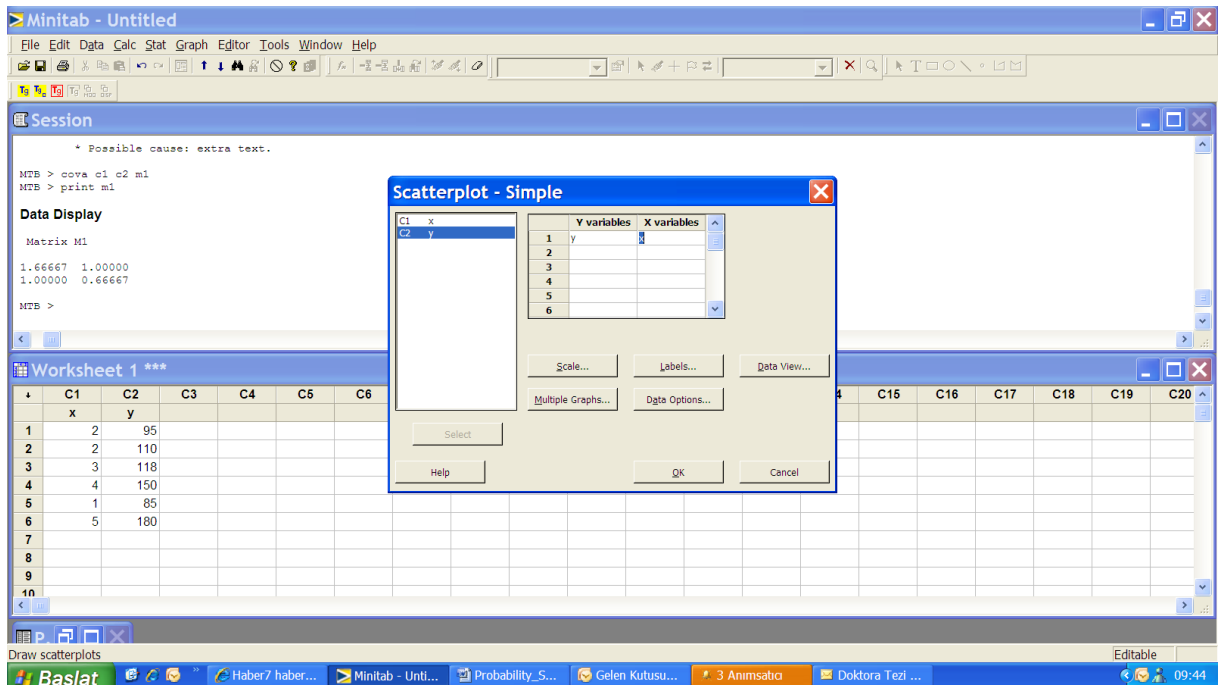 Minitab - Untitled
File Edit Data Calc Stat Graph Editor Tools Window Help
Session
* Possible cause: extra text.
MTB > cova c1 c2 m1
MTB > print m1
Data Display
Matrix M1
1.66667 1.00000
1.00000 0.66667
MTB >
Scatterplot - Simple
C1 x
C2 y
Y variables X variables
1 y x
2
3
4
5
6
Scale... Labels... Data View...
Multiple Graphs... Data Options...
Select
Help OK Cancel
Worksheet 1 ***
C1 C2 C3 C4 C5 C6 4 C15 C16 C17 C18 C19 C20
x y
1 2 95
2 2 110
3 3 118
4 4 150
5 1 85
6 5 180
7
8
9
10
P.
Draw scatterplots Editable
Başlat Haber7 haber... Minitab - Unti... Probability_S... Gelen Kutusu... 3 Anımsatıcı Doktora Tezi ... 09:44